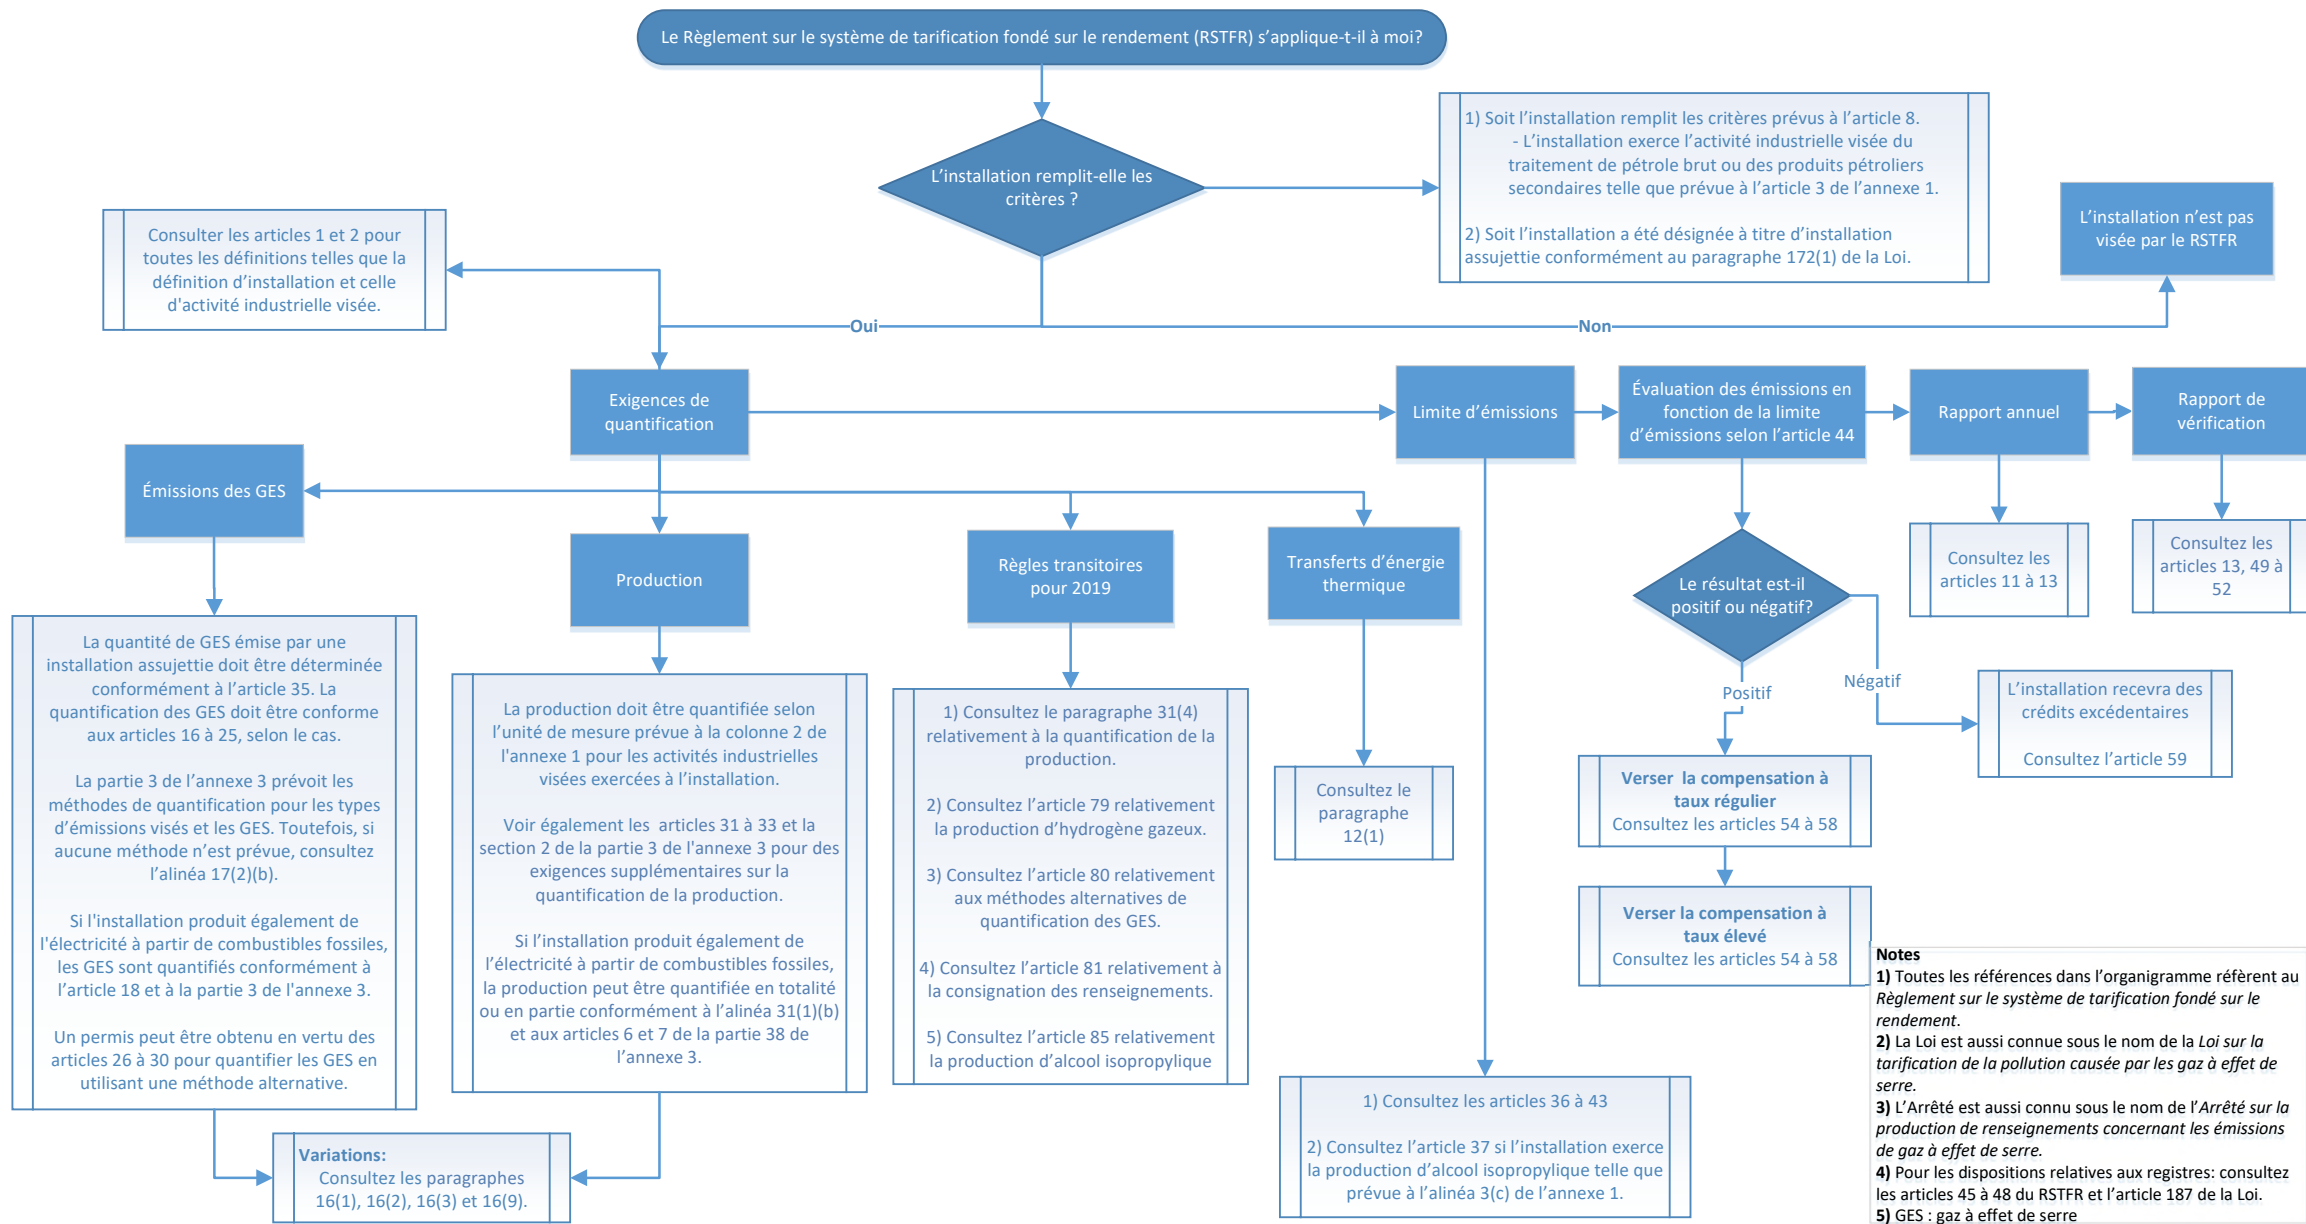 Le Règlement sur le système de tarification fondé sur le rendement (RSTFR) s'applique-t-il à moi?
L'installation remplit-elle les
critères ?
1) Soit l'installation remplit les critères prévus à l'article 8.
- L'installation exerce l'activité industrielle visée du
traitement de pétrole brut ou des produits pétroliers
secondaires telle que prévue à l'article 3 de l'annexe 1.
2) Soit l'installation a été désignée à titre d'installation
assujettie conformément au paragraphe 172(1) de la Loi.
L'installation n'est pas
visée par le RSTFR
Consulter les articles 1 et 2 pour
toutes les définitions telles que la
définition d'installation et celle
d'activité industrielle visée.
Oui
Non
Exigences de
quantification
Limite d'émissions
Évaluation des émissions en
fonction de la limite
d'émissions selon l'article 44
Rapport annuel
Rapport de
vérification
Émissions des GES
Production
Règles transitoires
pour 2019
Transferts d'énergie
thermique
Le résultat est-il
positif ou négatif?
Consultez les
articles 11 à 13
Consultez les
articles 13, 49 à
52
La quantité de GES émise par une
installation assujettie doit être déterminée
conformément à l'article 35. La
quantification des GES doit être conforme
aux articles 16 à 25, selon le cas.
La partie 3 de l'annexe 3 prévoit les
méthodes de quantification pour les types
d'émissions visés et les GES. Toutefois, si
aucune méthode n'est prévue, consultez
l'alinéa 17(2)(b).
Si l'installation produit également de
l'électricité à partir de combustibles fossiles,
les GES sont quantifiés conformément à
l'article 18 et à la partie 3 de l'annexe 3.
Un permis peut être obtenu en vertu des
articles 26 à 30 pour quantifier les GES en
utilisant une méthode alternative.
La production doit être quantifiée selon
l'unité de mesure prévue à la colonne 2 de
l'annexe 1 pour les activités industrielles
visées exercées à l'installation.
Voir également les articles 31 à 33 et la
section 2 de la partie 3 de l'annexe 3 pour des
exigences supplémentaires sur la
quantification de la production.
Si l'installation produit également de
l'électricité à partir de combustibles fossiles,
la production peut être quantifiée en totalité
ou en partie conformément à l'alinéa 31(1)(b)
et aux articles 6 et 7 de la partie 38 de
l'annexe 3.
1) Consultez le paragraphe 31(4)
relativement à la quantification de la
production.
2) Consultez l'article 79 relativement
la production d'hydrogène gazeux.
3) Consultez l'article 80 relativement
aux méthodes alternatives de
quantification des GES.
4) Consultez l'article 81 relativement à
la consignation des renseignements.
5) Consultez l'article 85 relativement
la production d'alcool isopropylique
Consultez le
paragraphe
12(1)
Positif
Négatif
L'installation recevra des
crédits excédentaires
Consultez l'article 59
Verser la compensation à
taux régulier
Consultez les articles 54 à 58
Verser la compensation à
taux élevé
Consultez les articles 54 à 58
Variations:
Consultez les paragraphes
16(1), 16(2), 16(3) et 16(9).
1) Consultez les articles 36 à 43
2) Consultez l'article 37 si l'installation exerce
la production d'alcool isopropylique telle que
prévue à l'alinéa 3(c) de l'annexe 1.
Notes
1) Toutes les références dans l'organigramme réfèrent au
Règlement sur le système de tarification fondé sur le
rendement.
2) La Loi est aussi connue sous le nom de la Loi sur la
tarification de la pollution causée par les gaz à effet de
serre.
3) L'Arrêté est aussi connu sous le nom de l'Arrêté sur la
production de renseignements concernant les émissions
de gaz à effet de serre.
4) Pour les dispositions relatives aux registres: consultez
les articles 45 à 48 du RSTFR et l'article 187 de la Loi.
5) GES : gaz à effet de serre